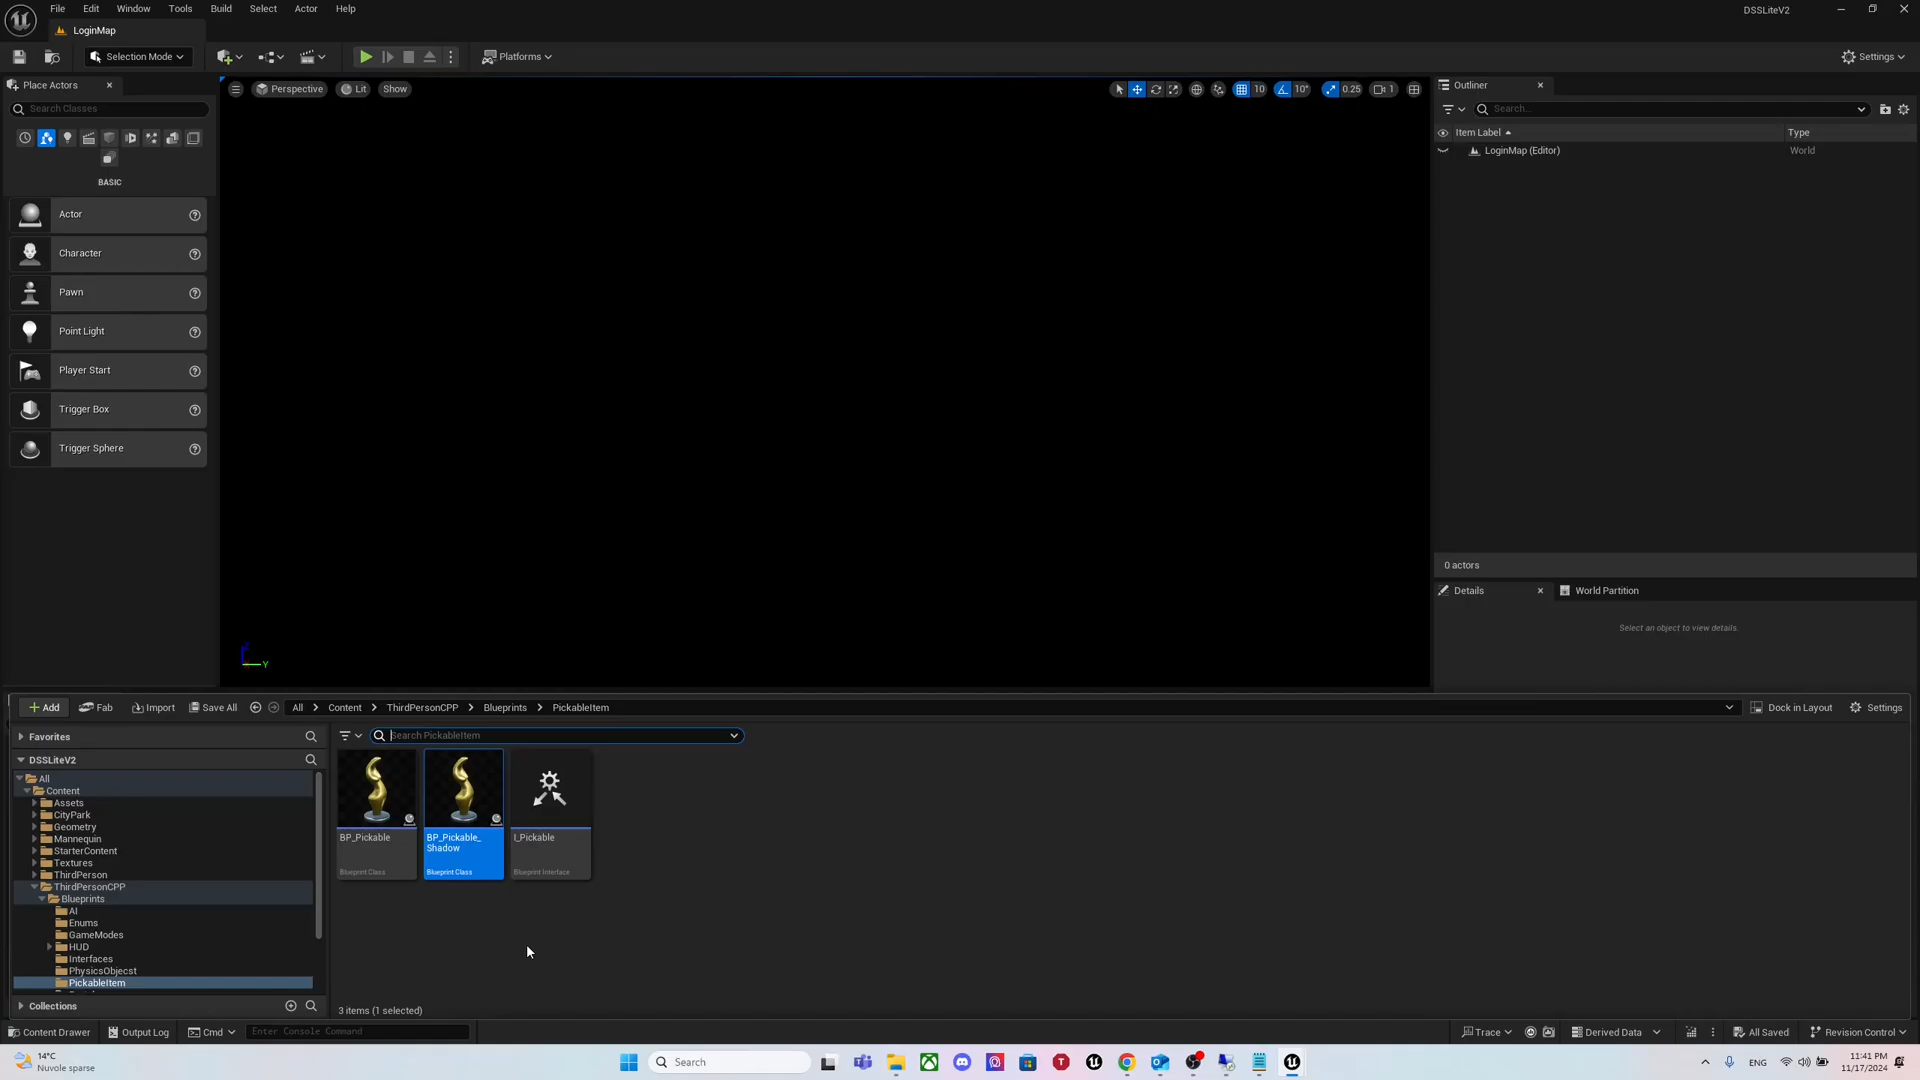 File Edit Window Tools Build Select Actor Help
DSSLiteV2
LoginMap
Selection Mode
Platforms
Settings
Place Actors
Search Classes
BASIC
Actor
Character
Pawn
Point Light
Player Start
Trigger Box
Trigger Sphere
Perspective Lit Show
10 10° 0.25 1
Outliner
Search...
Item Label Type
LoginMap (Editor) World
0 actors
Details World Partition
Select an object to view details.
Y
Add Fab Import Save All All Content ThirdPersonCPP Blueprints PickableItem Dock in Layout Settings
Favorites
DSSLiteV2
All
Content
Assets
CityPark
Geometry
Mannequin
StarterContent
Textures
ThirdPerson
ThirdPersonCPP
Blueprints
AI
Enums
GameModes
HUD
Interfaces
PhysicsObjecst
PickableItem
Collections
Search PickableItem
BP_Pickable
Blueprint Class
BP_Pickable_
Shadow
Blueprint Class
I_Pickable
Blueprint Interface
3 items (1 selected)
Content Drawer Output Log Cmd Enter Console Command Trace Derived Data All Saved Revision Control
14°C
Nuvole sparse
Search
ENG
11:41 PM
11/17/2024